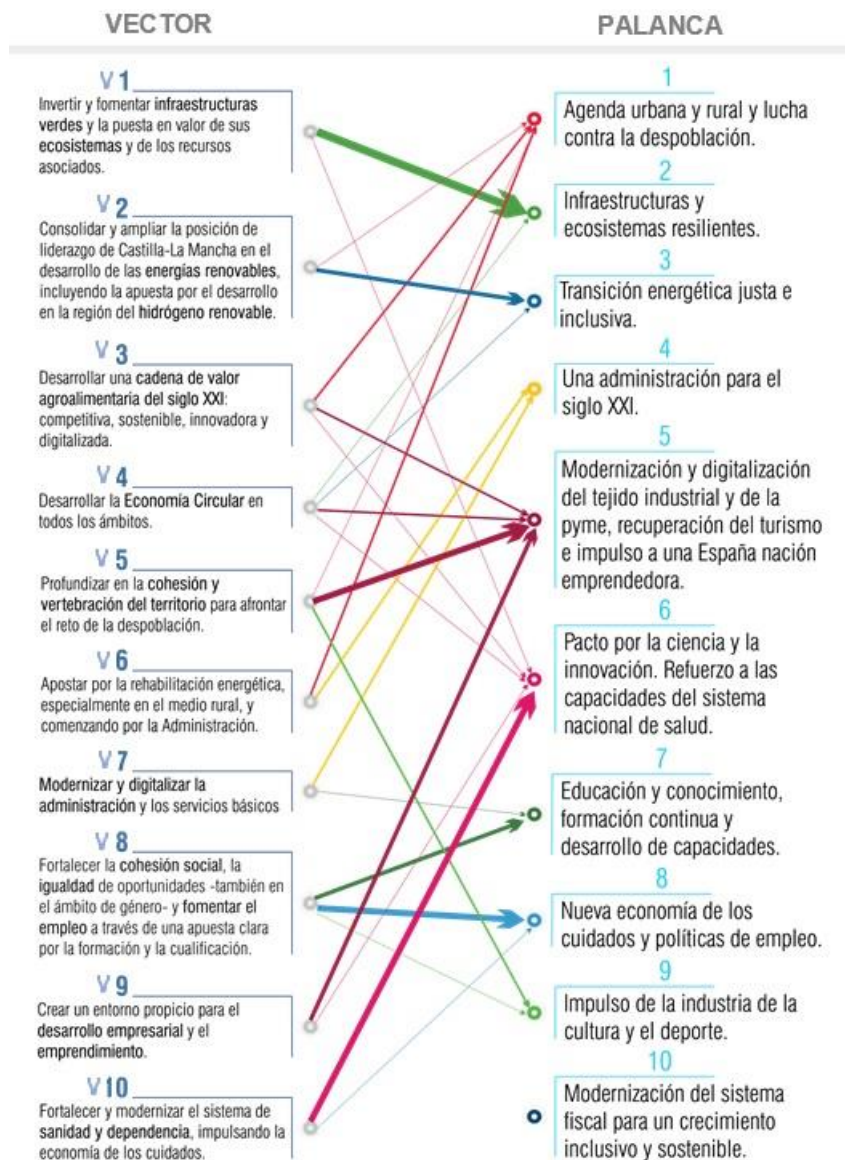 VECTOR
V 1
Invertir y fomentar infraestructuras
verdes y la puesta en valor de sus
ecosistemas y de los recursos
asociados.
V 2
Consolidar y ampliar la posición de
liderazgo de Castilla-La Mancha en el
desarrollo de las energías renovables,
incluyendo la apuesta por el desarrollo
en la región del hidrógeno renovable.
V 3
Desarrollar una cadena de valor
agroalimentaria del siglo XXI:
competitiva, sostenible, innovadora y
digitalizada.
V 4
Desarrollar la Economía Circular en
todos los ámbitos.
V 5
Profundizar en la cohesión y
vertebración del territorio para afrontar
el reto de la despoblación.
V 6
Apostar por la rehabilitación energética,
especialmente en el medio rural, y
comenzando por la Administración.
V 7
Modernizar y digitalizar la
administración y los servicios básicos
V 8
Fortalecer la cohesión social, la
igualdad de oportunidades -también en
el ámbito de género- y fomentar el
empleo a través de una apuesta clara
por la formación y la cualificación.
V 9
Crear un entorno propicio para el
desarrollo empresarial y el
emprendimiento.
V 10
Fortalecer y modernizar el sistema de
sanidad y dependencia, impulsando la
economía de los cuidados.
PALANCA
1
Agenda urbana y rural y lucha
contra la despoblación.
2
Infraestructuras y
ecosistemas resilientes.
3
Transición energética justa e
inclusiva.
4
Una administración para el
siglo XXI.
5
Modernización y digitalización
del tejido industrial y de la
pyme, recuperación del turismo
e impulso a una España nación
emprendedora.
6
Pacto por la ciencia y la
innovación. Refuerzo a las
capacidades del sistema
nacional de salud.
7
Educación y conocimiento,
formación continua y
desarrollo de capacidades.
8
Nueva economía de los
cuidados y políticas de empleo.
9
Impulso de la industria de la
cultura y el deporte.
10
Modernización del sistema
fiscal para un crecimiento
inclusivo y sostenible.